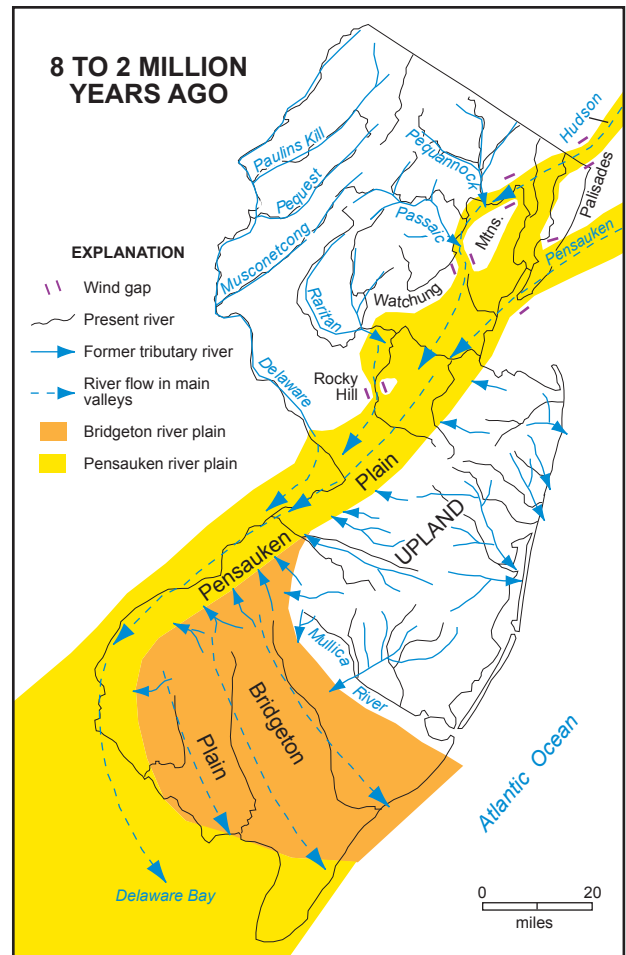 8 TO 2 MILLION
YEARS AGO
Hudson
Paulins Kill
Pequannock
Pequest
Palisades
Passaic
Mtns.
Pensauken
Musconetcong
EXPLANATION
Wind gap
Present river
Former tributary river
River flow in main
valleys
Bridgeton river plain
Pensauken river plain
Watchung
Raritan
Delaware
Rocky
Hill
Plain
UPLAND
Pensauken
Mullica
River
Bridgeton
Plain
Atlantic Ocean
Delaware Bay
0 20
miles